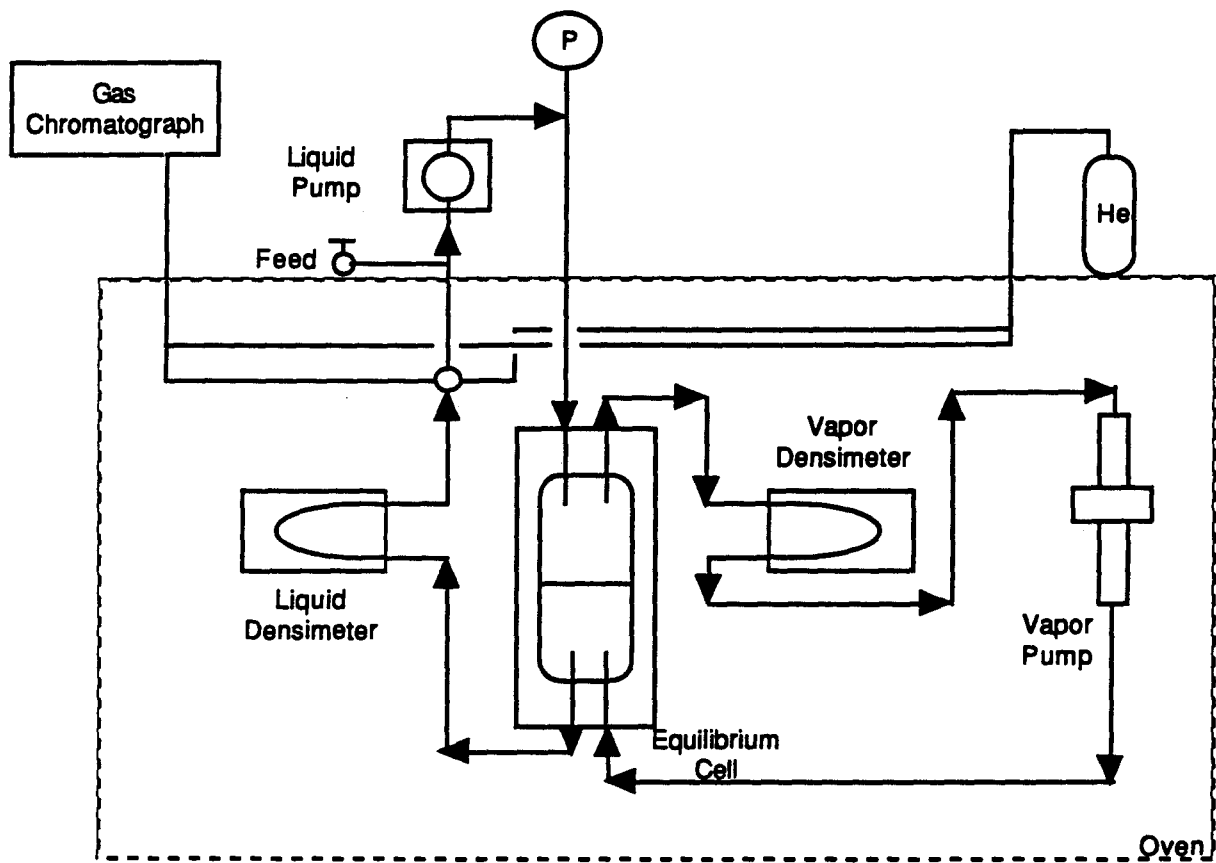 P
Gas
Chromatograph
Liquid
Pump
He
Feed
Vapor
Densimeter
Liquid
Densimeter
Vapor
Pump
Equilibrium
Cell
Oven